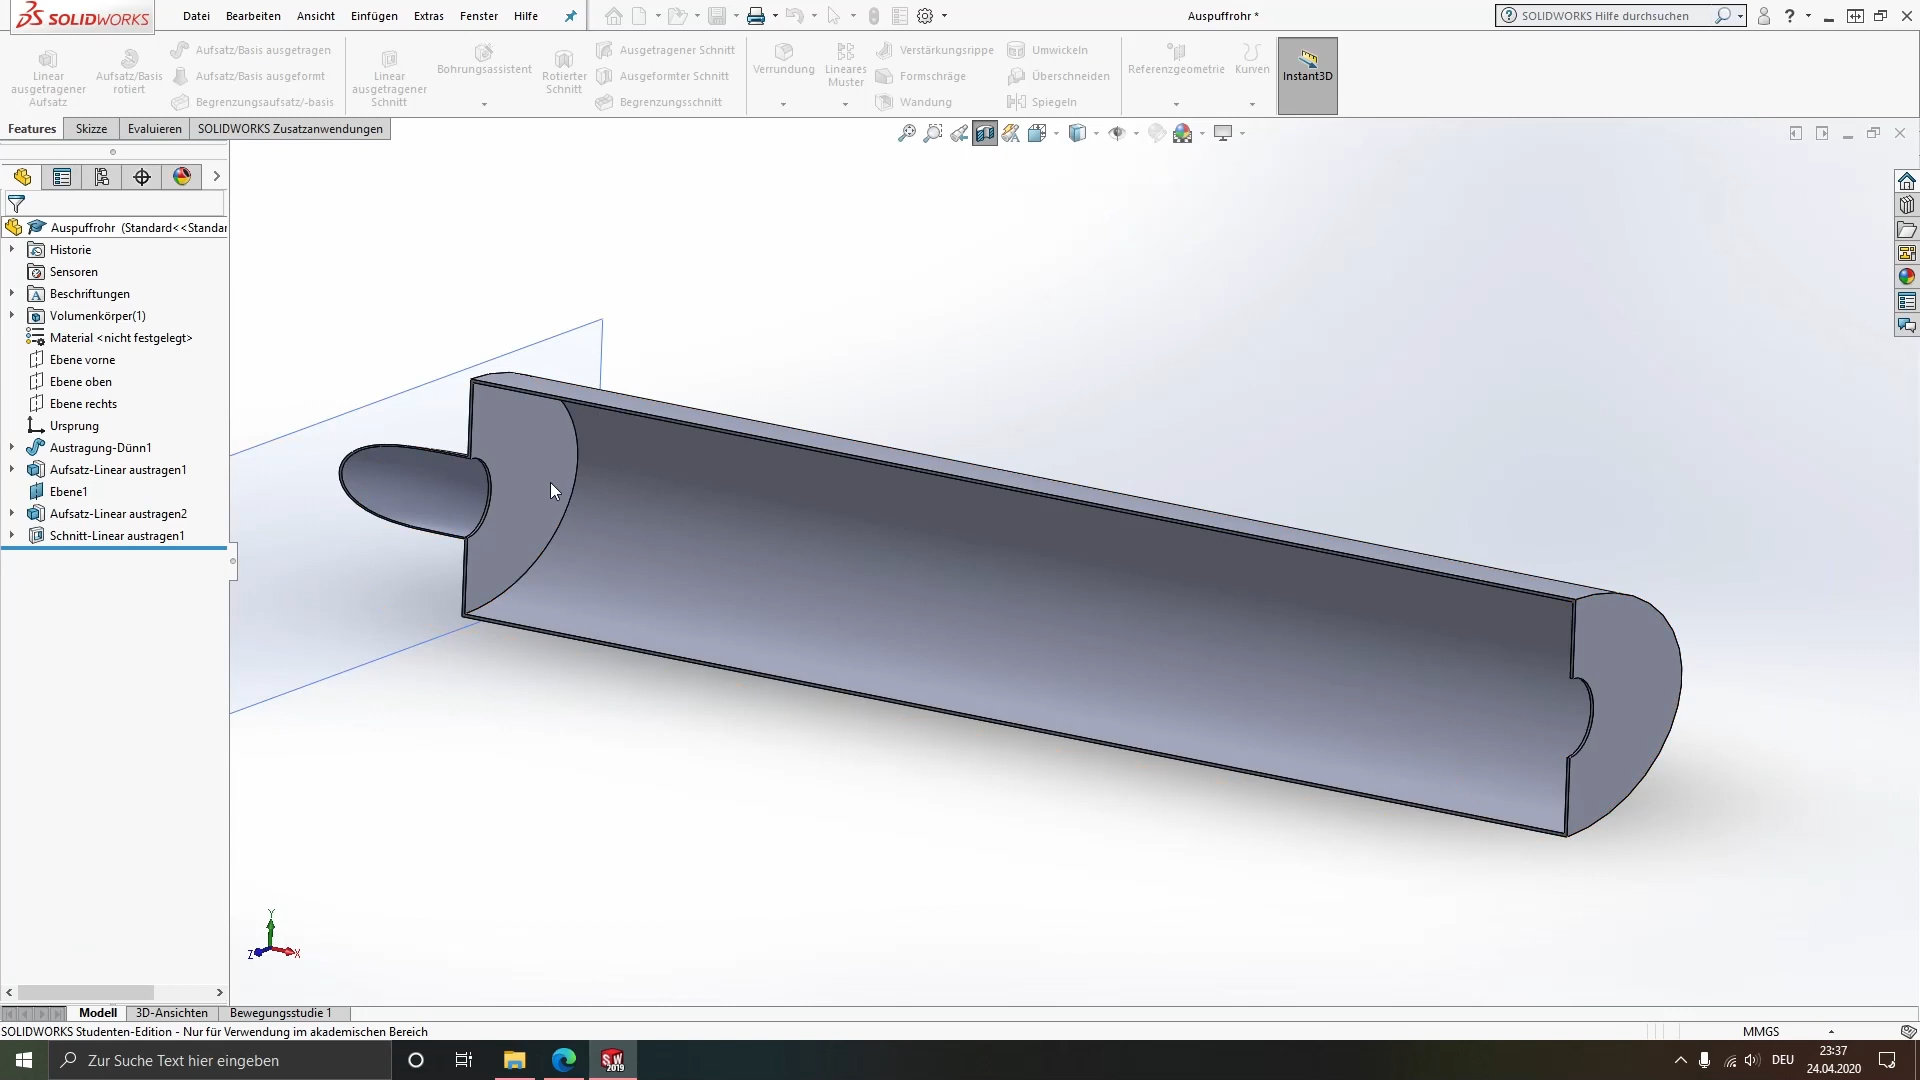 SOLIDWORKS
Datei Bearbeiten Ansicht Einfügen Extras Fenster Hilfe
Auspuffrohr *
SOLIDWORKS Hilfe durchsuchen
Linear ausgetragener Aufsatz
Aufsatz/Basis rotiert
Aufsatz/Basis ausgetragen
Aufsatz/Basis ausgeformt
Begrenzungsaufsatz/-basis
Linear ausgetragener Schnitt
Bohrungsassistent
Rotierter Schnitt
Ausgetragener Schnitt
Ausgeformter Schnitt
Begrenzungsschnitt
Verrundung
Lineares Muster
Verstärkungsrippe
Formschräge
Wandung
Umwickeln
Überschneiden
Spiegeln
Referenzgeometrie
Kurven
Instant3D
Features Skizze Evaluieren SOLIDWORKS Zusatzanwendungen
Auspuffrohr (Standard<<Standar
Historie
Sensoren
Beschriftungen
Volumenkörper(1)
Material <nicht festgelegt>
Ebene vorne
Ebene oben
Ebene rechts
Ursprung
Austragung-Dünn1
Aufsatz-Linear austragen1
Ebene1
Aufsatz-Linear austragen2
Schnitt-Linear austragen1
Y
Z
X
Modell 3D-Ansichten Bewegungsstudie 1
SOLIDWORKS Studenten-Edition - Nur für Verwendung im akademischen Bereich
MMGS
Zur Suche Text hier eingeben
SW
2019
DEU
23:37
24.04.2020